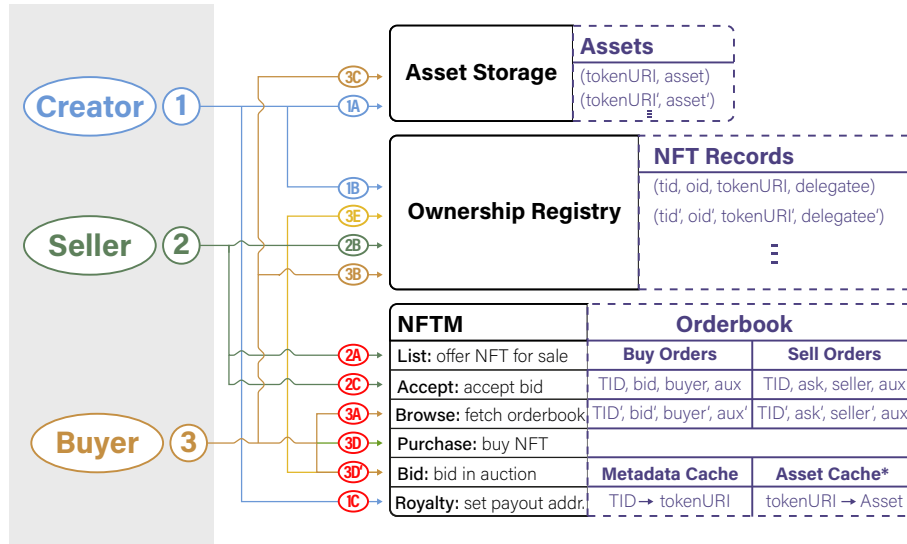 Creator 1
Seller 2
Buyer 3
3C
1A
1B
3E
2B
3B
2A
2C
3A
3D
3D'
1C
Asset Storage
Assets
(tokenURI, asset)
(tokenURI', asset')
Ownership Registry
NFT Records
(tid, oid, tokenURI, delegatee)
(tid', oid', tokenURI', delegatee')
NFTM
Orderbook
List: offer NFT for sale
Buy Orders
Sell Orders
Accept: accept bid
TID, bid, buyer, aux
TID, ask, seller, aux
Browse: fetch orderbook
TID', bid', buyer', aux'
TID', ask', seller', aux'
Purchase: buy NFT
Bid: bid in auction
Metadata Cache
Asset Cache*
Royalty: set payout addr.
TID → tokenURI
tokenURI → Asset